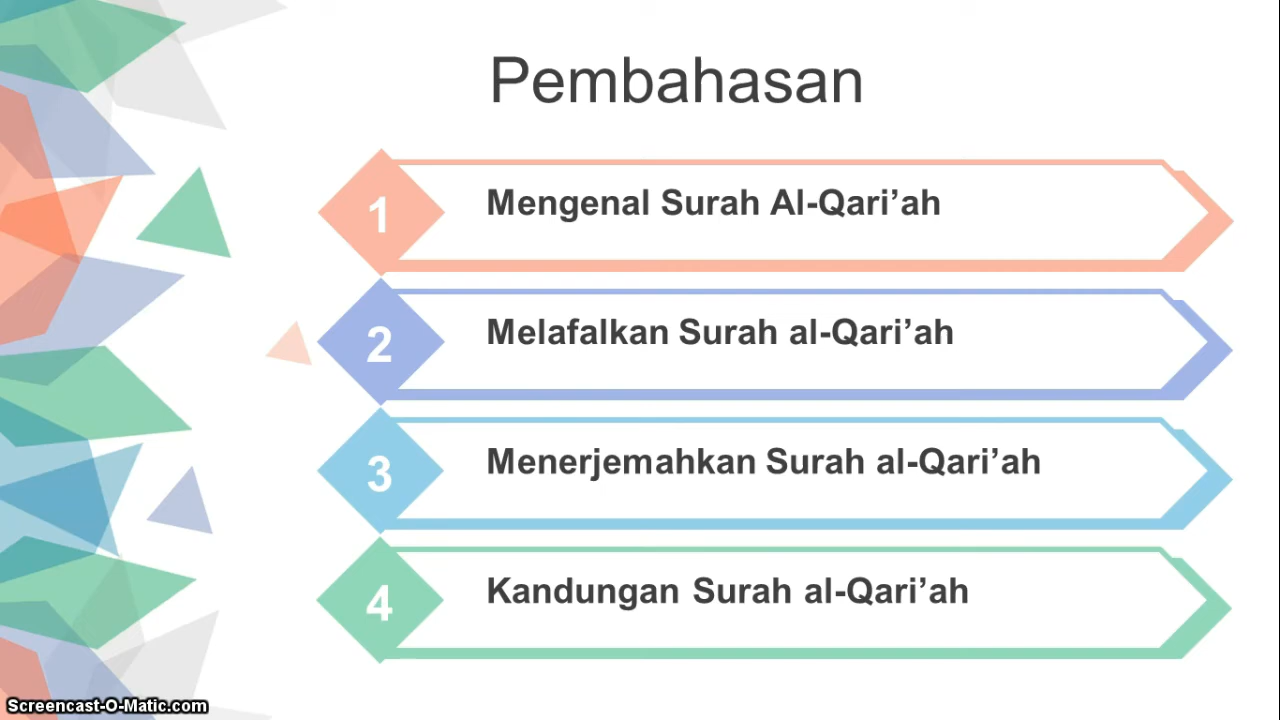 Pembahasan
1
Mengenal Surah Al-Qari’ah
2
Melafalkan Surah al-Qari’ah
3
Menerjemahkan Surah al-Qari’ah
4
Kandungan Surah al-Qari’ah
Screencast-O-Matic.com